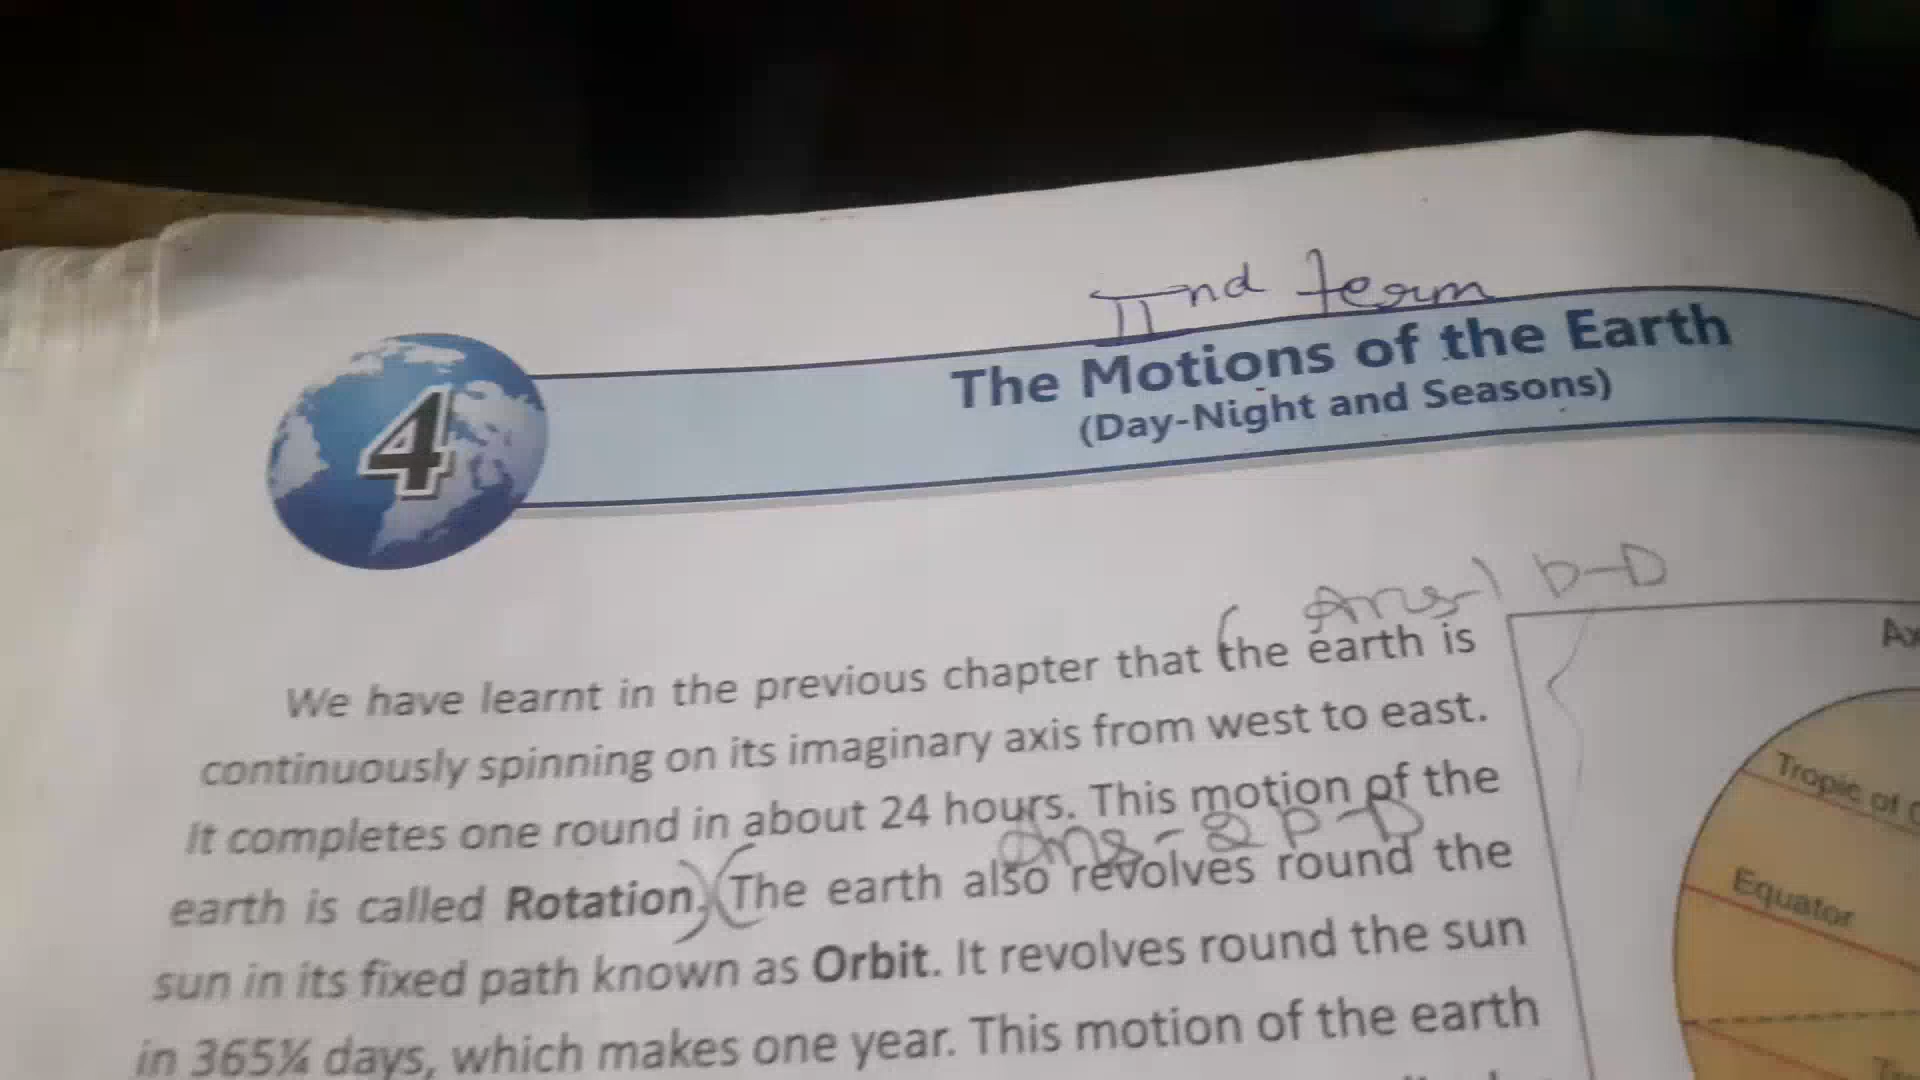 IInd term
4
The Motions of the Earth
(Day-Night and Seasons)
Ans-1 D-D
We have learnt in the previous chapter that the earth is
continuously spinning on its imaginary axis from west to east.
It completes one round in about 24 hours. This motion of the
Ans-2 P-D
earth is called Rotation. The earth also revolves round the
sun in its fixed path known as Orbit. It revolves round the sun
in 365¼ days, which makes one year. This motion of the earth
Tropic of
Equator